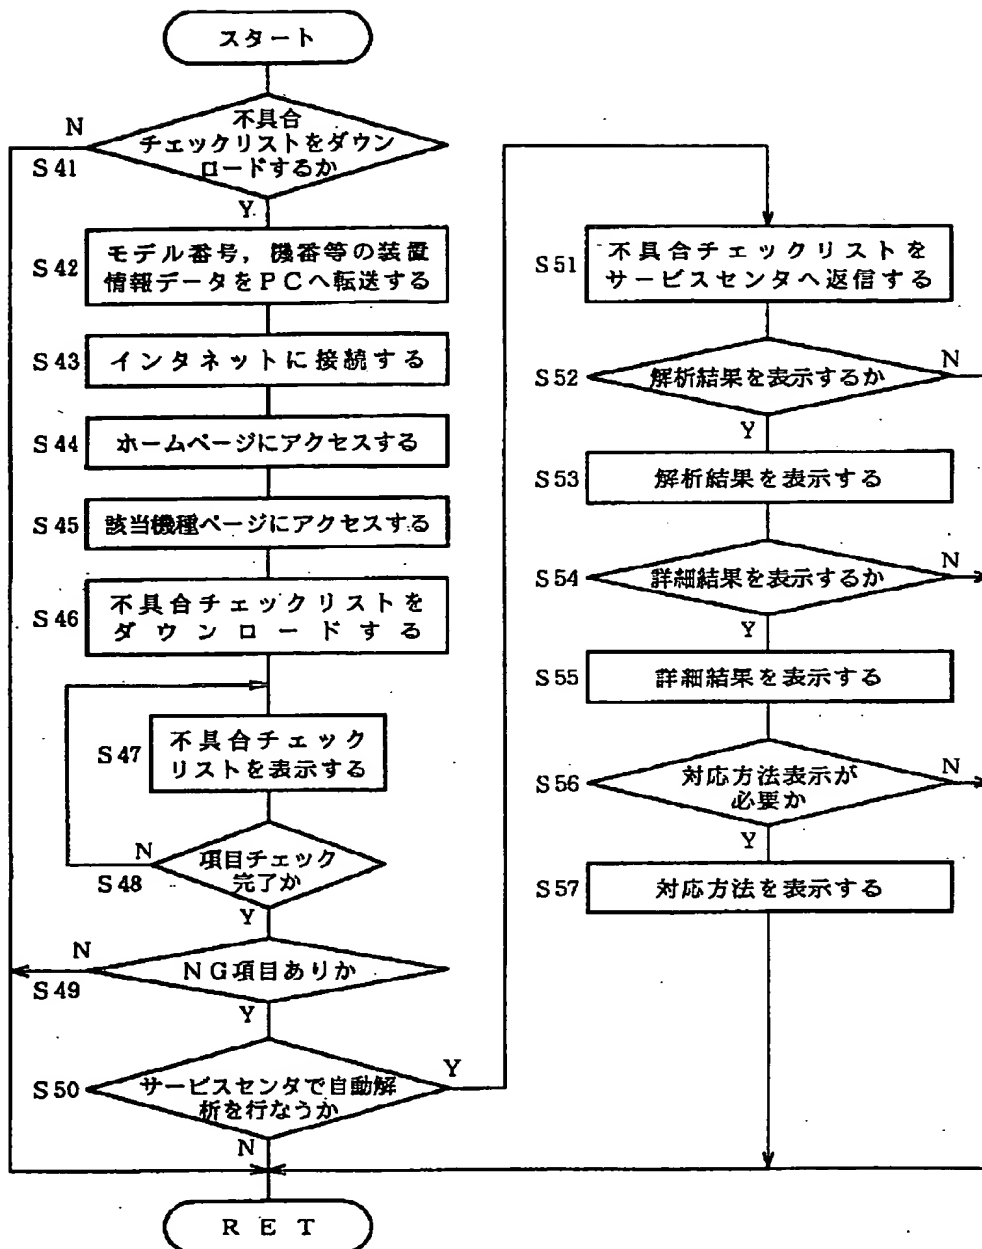 スタート
不具合
チェックリストをダウン
ロードするか
N
S41
Y
S42
モデル番号，機番等の装置
情報データをPCへ転送する
S43
インタネットに接続する
S44
ホームページにアクセスする
S45
該当機種ページにアクセスする
S46
不具合チェックリストを
ダウンロードする
S47
不具合チェック
リストを表示する
N
S48
項目チェック
完了か
Y
N
S49
NG項目ありか
Y
S50
サービスセンタで自動解
析を行なうか
Y
N
S51
不具合チェックリストを
サービスセンタへ返信する
S52
解析結果を表示するか
N
Y
S53
解析結果を表示する
S54
詳細結果を表示するか
N
Y
S55
詳細結果を表示する
S56
対応方法表示が
必要か
N
Y
S57
対応方法を表示する
RET